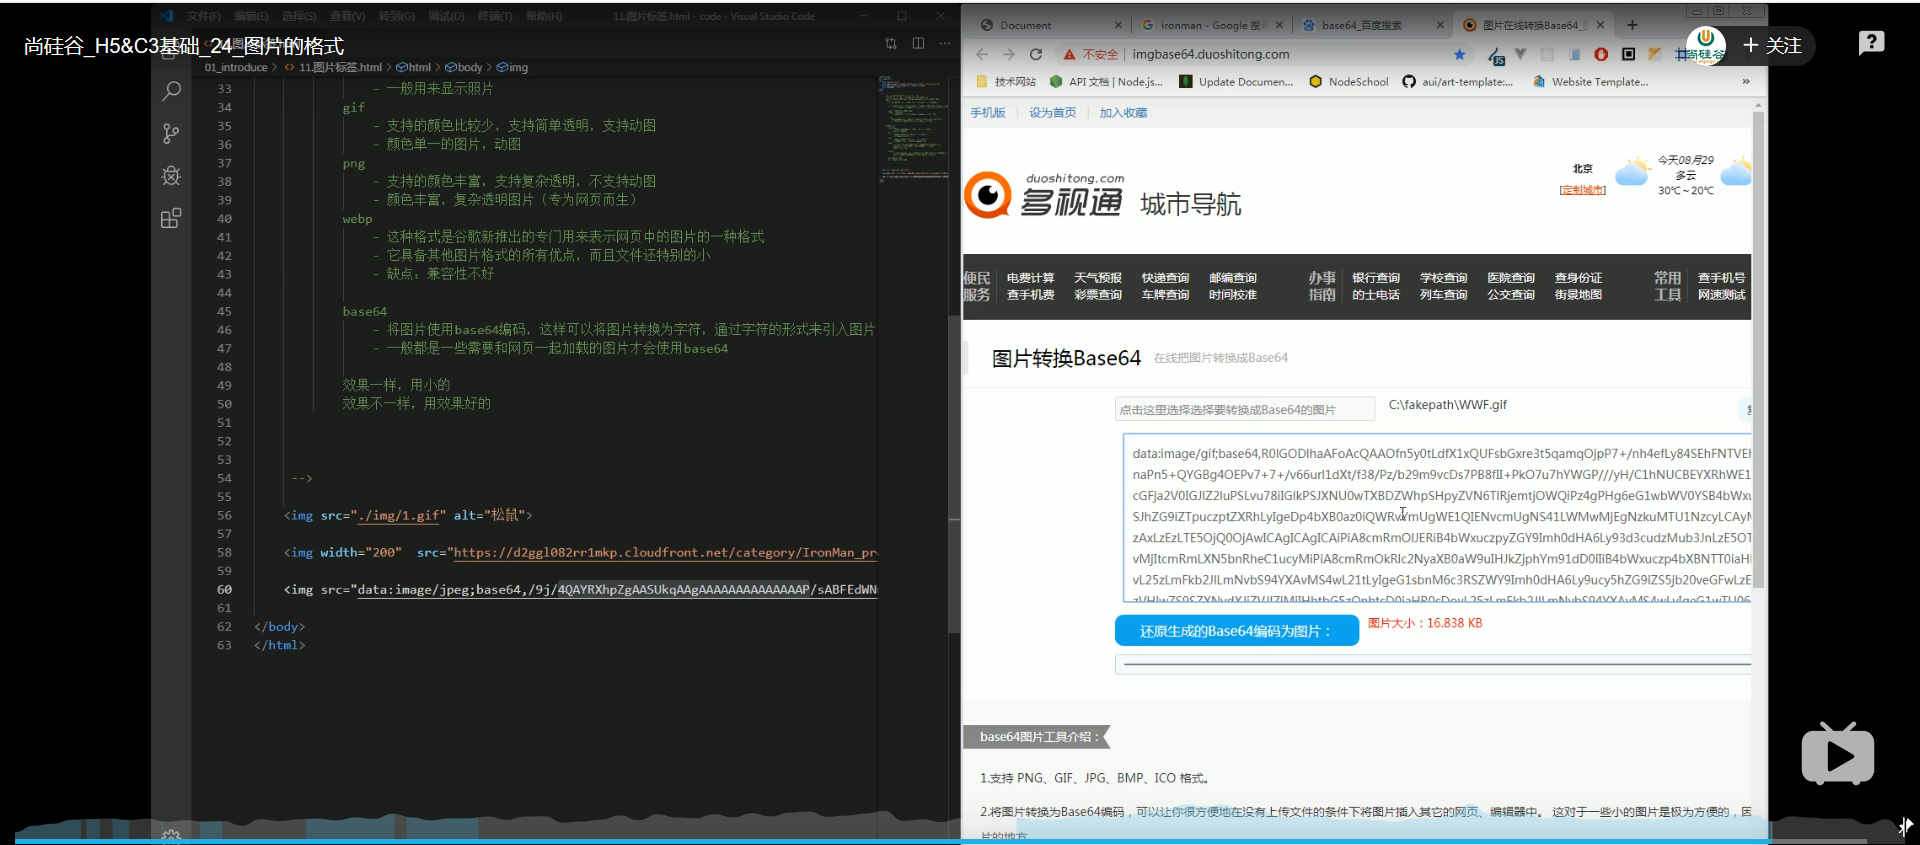 文件(F) 编辑(E) 选择(S) 查看(V) 转到(G) 调试(D) 终端(T) 帮助(H) 11.图片标签.html - code - Visual Studio Code
尚硅谷_H5&C3基础_24_图片的格式
01_introduce > 11.图片标签.html > html > body > img
33 - 一般用来显示照片
34 gif
35 - 支持的颜色比较少，支持简单透明，支持动图
36 - 颜色单一的图片，动图
37 png
38 - 支持的颜色丰富，支持复杂透明，不支持动图
39 - 颜色丰富，复杂透明图片（专为网页而生）
40 webp
41 - 这种格式是谷歌新推出的专门用来表示网页中的图片的一种格式
42 - 它具备其他图片格式的所有优点，而且文件还特别的小
43 - 缺点：兼容性不好
44
45 base64
46 - 将图片使用base64编码，这样可以将图片转换为字符，通过字符的形式来引入图片
47 - 一般都是一些需要和网页一起加载的图片才会使用base64
48
49 效果一样，用小的
50 效果不一样，用效果好的
51
52
53
54 -->
55
56 <img src="./img/1.gif" alt="松鼠">
57
58 <img width="200" src="https://d2ggl082rr1mkp.cloudfront.net/category/IronMan_pr
59
60 <img src="data:image/jpeg;base64,/9j/4QAYRXhpZgAASUkqAAgAAAAAAAAAAAAAAP/sABFEdWN
61
62 </body>
63 </html>
Document
ironman - Google 搜
base64_百度搜索
图片在线转换Base64_
不安全 imgbase64.duoshitong.com
关注
技术网站 API 文档 | Node.js... Update Documen... NodeSchool aui/art-template:... Website Template... »
手机版 设为首页 加入收藏
duoshitong.com
多视通 城市导航
北京
[定制城市]
今天08月29
多云
30℃～20℃
便民服务
电费计算 天气预报 快递查询 邮编查询
查手机费 彩票查询 车牌查询 时间校准
办事指南
银行查询 学校查询 医院查询 查身份证
的士电话 列车查询 公交查询 街景地图
常用工具
查手机号
网速测试
图片转换Base64 在线把图片转换成Base64
点击这里选择选择要转换成Base64的图片 C:\fakepath\WWF.gif
还原生成的Base64编码为图片： 图片大小：16.838 KB
base64图片工具介绍：
1.支持 PNG、GIF、JPG、BMP、ICO 格式。
2.将图片转换为Base64编码，可以让你很方便地在没有上传文件的条件下将图片插入其它的网页、编辑器中。 这对于一些小的图片是极为方便的，因
片的地方